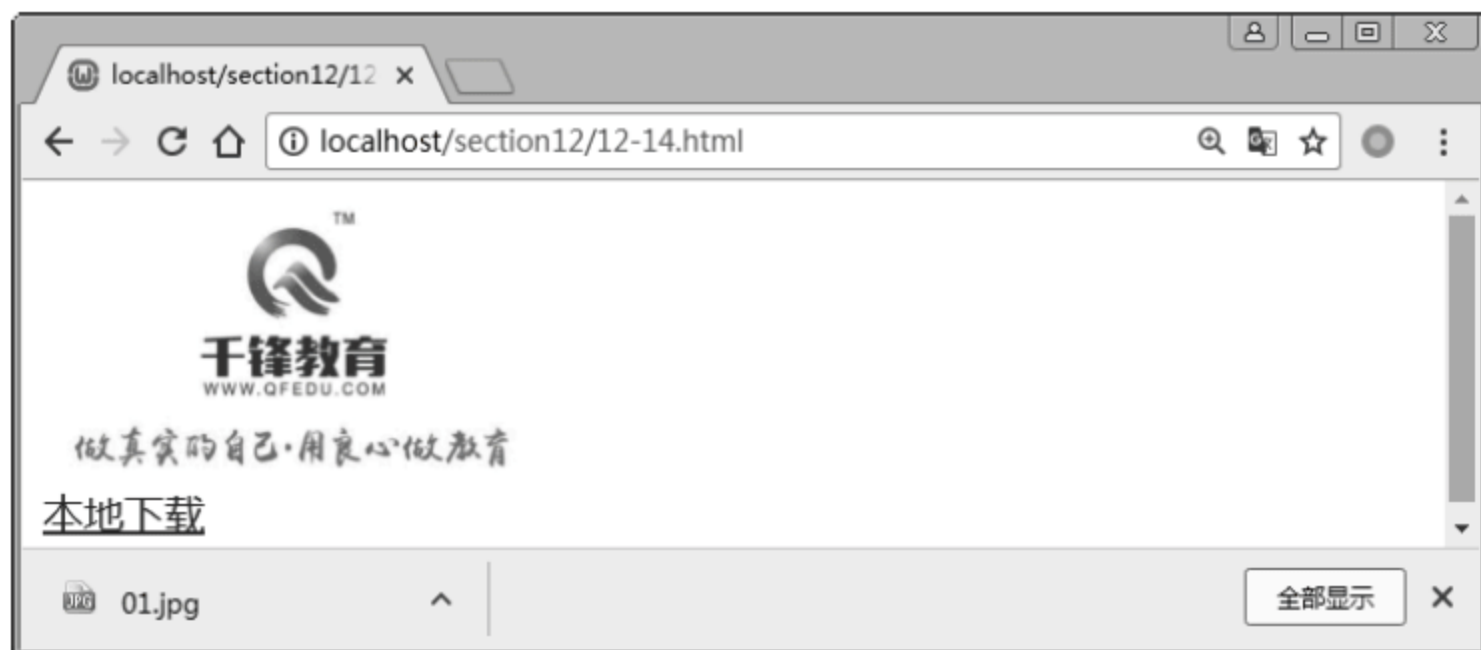 localhost/section12/12
localhost/section12/12-14.html
TM
千锋教育
WWW.QFEDU.COM
做真实的自己·用良心做教育
本地下载
JPG
01.jpg
全部显示